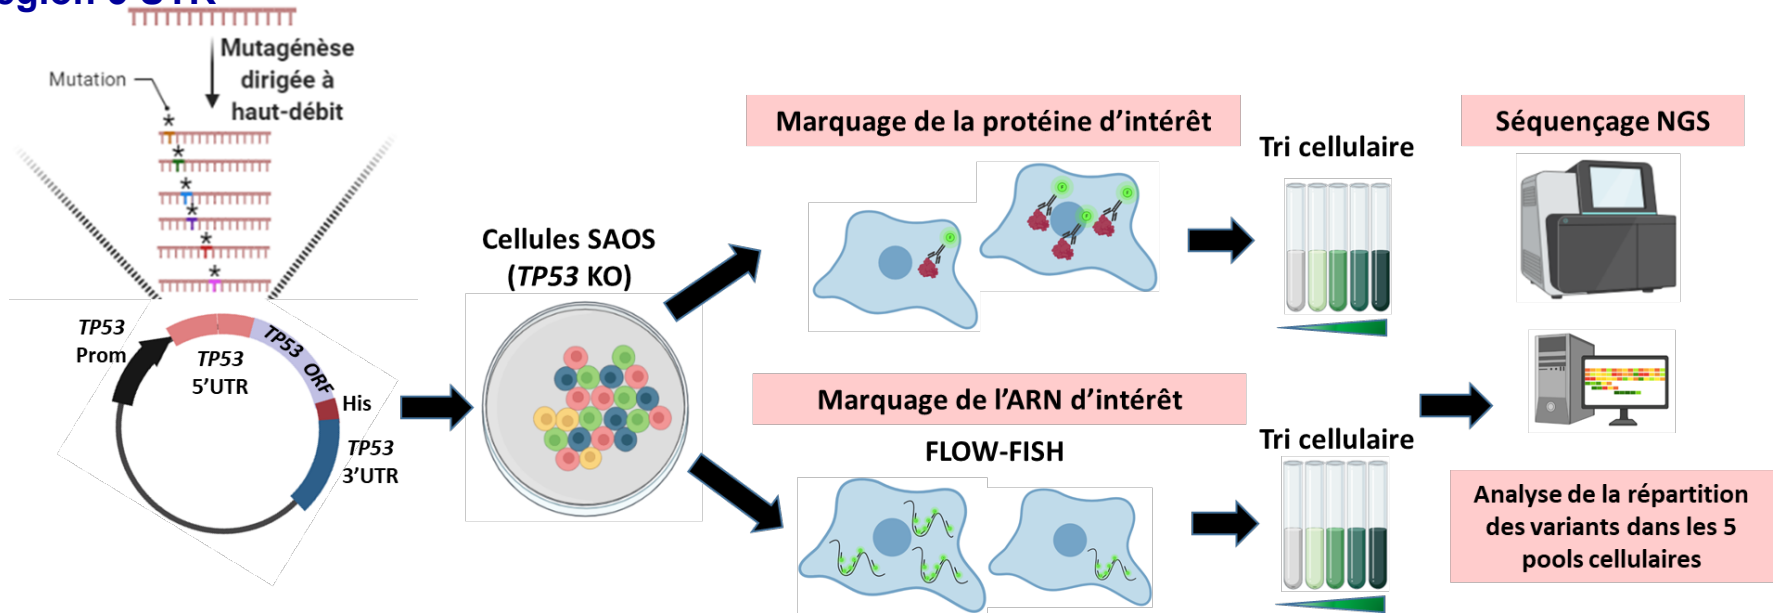 UTR
Mutagénèse
dirigée à
haut-débit
Mutation
*
*
*
*
*
*
TP53
Prom
TP53
5'UTR
TP53 ORF
His
TP53
3'UTR
Cellules SAOS
(TP53 KO)
Marquage de la protéine d'intérêt
Tri cellulaire
Marquage de l'ARN d'intérêt
FLOW-FISH
Tri cellulaire
Séquençage NGS
Analyse de la répartition
des variants dans les 5
pools cellulaires